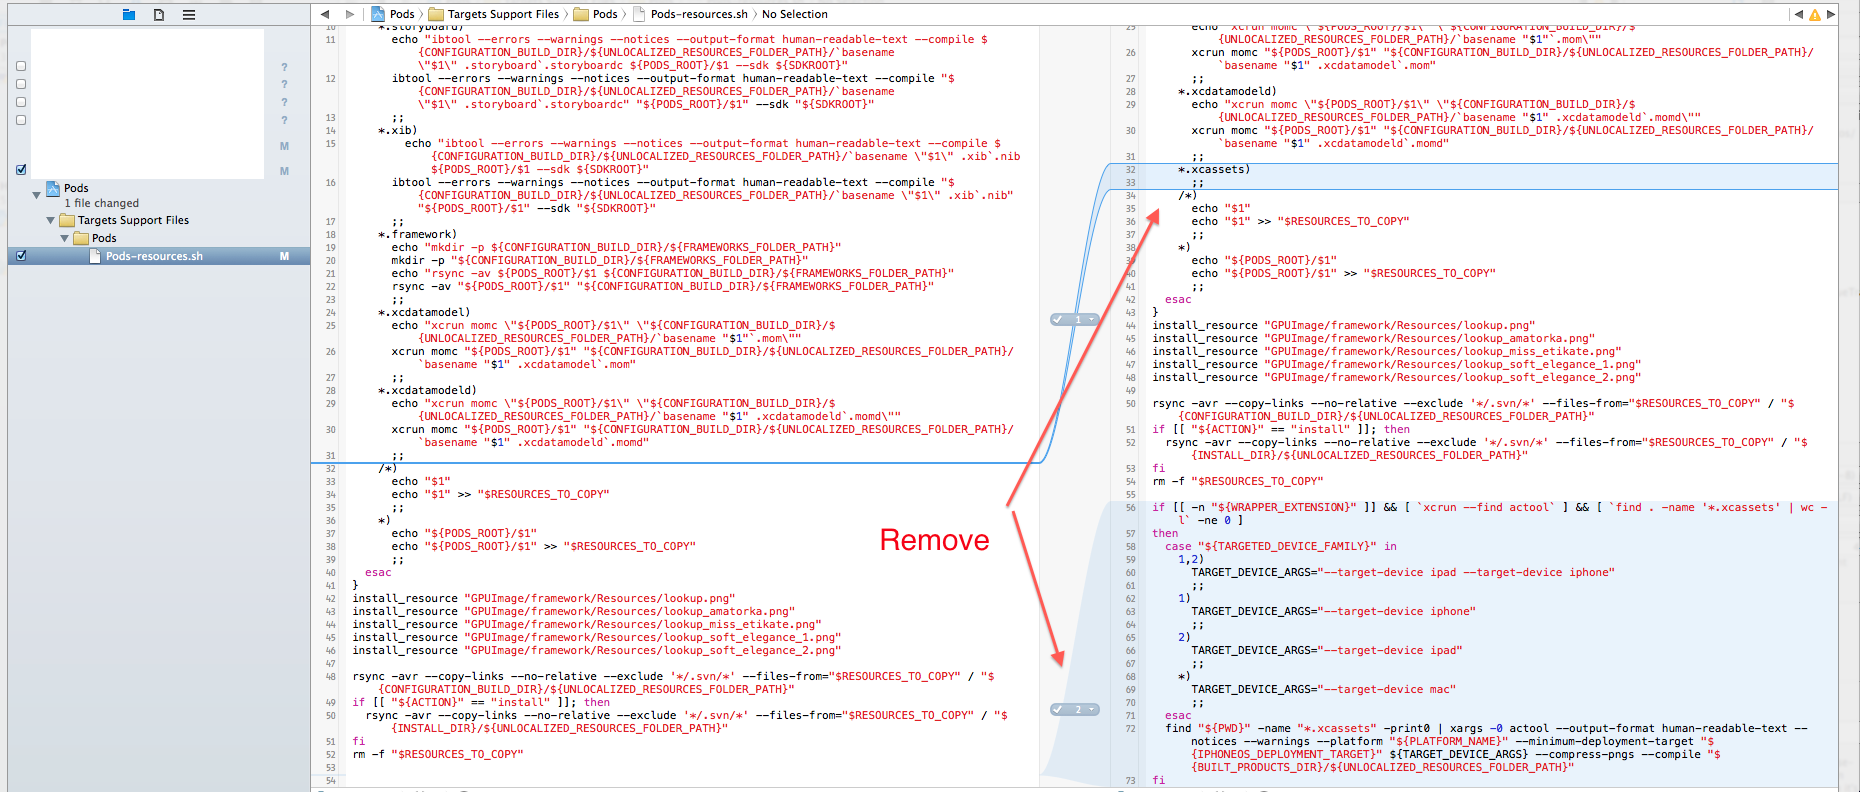 Pods 〉 Targets Support Files 〉 Pods 〉 Pods-resources.sh 〉 No Selection
?
?
?
?
M
M
Pods
1 file changed
Targets Support Files
Pods
Pods-resources.sh M
10 *.storyboard)
11 echo "ibtool --errors --warnings --notices --output-format human-readable-text --compile $
{CONFIGURATION_BUILD_DIR}/${UNLOCALIZED_RESOURCES_FOLDER_PATH}/`basename
\"$1\" .storyboard`.storyboardc ${PODS_ROOT}/$1 --sdk ${SDKROOT}"
12 ibtool --errors --warnings --notices --output-format human-readable-text --compile "$
{CONFIGURATION_BUILD_DIR}/${UNLOCALIZED_RESOURCES_FOLDER_PATH}/`basename
\"$1\" .storyboard`.storyboardc" "${PODS_ROOT}/$1" --sdk "${SDKROOT}"
13 ;;
14 *.xib)
15 echo "ibtool --errors --warnings --notices --output-format human-readable-text --compile $
{CONFIGURATION_BUILD_DIR}/${UNLOCALIZED_RESOURCES_FOLDER_PATH}/`basename \"$1\" .xib`.nib
${PODS_ROOT}/$1 --sdk ${SDKROOT}"
16 ibtool --errors --warnings --notices --output-format human-readable-text --compile "$
{CONFIGURATION_BUILD_DIR}/${UNLOCALIZED_RESOURCES_FOLDER_PATH}/`basename \"$1\" .xib`.nib"
"${PODS_ROOT}/$1" --sdk "${SDKROOT}"
17 ;;
18 *.framework)
19 echo "mkdir -p ${CONFIGURATION_BUILD_DIR}/${FRAMEWORKS_FOLDER_PATH}"
20 mkdir -p "${CONFIGURATION_BUILD_DIR}/${FRAMEWORKS_FOLDER_PATH}"
21 echo "rsync -av ${PODS_ROOT}/$1 ${CONFIGURATION_BUILD_DIR}/${FRAMEWORKS_FOLDER_PATH}"
22 rsync -av "${PODS_ROOT}/$1" "${CONFIGURATION_BUILD_DIR}/${FRAMEWORKS_FOLDER_PATH}"
23 ;;
24 *.xcdatamodel)
25 echo "xcrun momc \"${PODS_ROOT}/$1\" \"${CONFIGURATION_BUILD_DIR}/$
{UNLOCALIZED_RESOURCES_FOLDER_PATH}/`basename "$1"`.mom\""
26 xcrun momc "${PODS_ROOT}/$1" "${CONFIGURATION_BUILD_DIR}/${UNLOCALIZED_RESOURCES_FOLDER_PATH}/
`basename "$1" .xcdatamodel`.mom"
27 ;;
28 *.xcdatamodeld)
29 echo "xcrun momc \"${PODS_ROOT}/$1\" \"${CONFIGURATION_BUILD_DIR}/$
{UNLOCALIZED_RESOURCES_FOLDER_PATH}/`basename "$1" .xcdatamodeld`.momd\""
30 xcrun momc "${PODS_ROOT}/$1" "${CONFIGURATION_BUILD_DIR}/${UNLOCALIZED_RESOURCES_FOLDER_PATH}/
`basename "$1" .xcdatamodeld`.momd"
31 ;;
32 /*)
33 echo "$1"
34 echo "$1" >> "$RESOURCES_TO_COPY"
35 ;;
36 *)
37 echo "${PODS_ROOT}/$1"
38 echo "${PODS_ROOT}/$1" >> "$RESOURCES_TO_COPY"
39 ;;
40 esac
41 }
42 install_resource "GPUImage/framework/Resources/lookup.png"
43 install_resource "GPUImage/framework/Resources/lookup_amatorka.png"
44 install_resource "GPUImage/framework/Resources/lookup_miss_etikate.png"
45 install_resource "GPUImage/framework/Resources/lookup_soft_elegance_1.png"
46 install_resource "GPUImage/framework/Resources/lookup_soft_elegance_2.png"
47
48 rsync -avr --copy-links --no-relative --exclude '*/.svn/*' --files-from="$RESOURCES_TO_COPY" / "$
{CONFIGURATION_BUILD_DIR}/${UNLOCALIZED_RESOURCES_FOLDER_PATH}"
49 if [[ "${ACTION}" == "install" ]]; then
50 rsync -avr --copy-links --no-relative --exclude '*/.svn/*' --files-from="$RESOURCES_TO_COPY" / "$
{INSTALL_DIR}/${UNLOCALIZED_RESOURCES_FOLDER_PATH}"
51 fi
52 rm -f "$RESOURCES_TO_COPY"
53
54
1
2
Remove
25 echo "xcrun momc \"${PODS_ROOT}/$1\" \"${CONFIGURATION_BUILD_DIR}/$
{UNLOCALIZED_RESOURCES_FOLDER_PATH}/`basename "$1"`.mom\""
26 xcrun momc "${PODS_ROOT}/$1" "${CONFIGURATION_BUILD_DIR}/${UNLOCALIZED_RESOURCES_FOLDER_PATH}/
`basename "$1" .xcdatamodel`.mom"
27 ;;
28 *.xcdatamodeld)
29 echo "xcrun momc \"${PODS_ROOT}/$1\" \"${CONFIGURATION_BUILD_DIR}/$
{UNLOCALIZED_RESOURCES_FOLDER_PATH}/`basename "$1" .xcdatamodeld`.momd\""
30 xcrun momc "${PODS_ROOT}/$1" "${CONFIGURATION_BUILD_DIR}/${UNLOCALIZED_RESOURCES_FOLDER_PATH}/
`basename "$1" .xcdatamodeld`.momd"
31 ;;
32 *.xcassets)
33 ;;
34 /*)
35 echo "$1"
36 echo "$1" >> "$RESOURCES_TO_COPY"
37 ;;
38 *)
39 echo "${PODS_ROOT}/$1"
40 echo "${PODS_ROOT}/$1" >> "$RESOURCES_TO_COPY"
41 ;;
42 esac
43 }
44 install_resource "GPUImage/framework/Resources/lookup.png"
45 install_resource "GPUImage/framework/Resources/lookup_amatorka.png"
46 install_resource "GPUImage/framework/Resources/lookup_miss_etikate.png"
47 install_resource "GPUImage/framework/Resources/lookup_soft_elegance_1.png"
48 install_resource "GPUImage/framework/Resources/lookup_soft_elegance_2.png"
49
50 rsync -avr --copy-links --no-relative --exclude '*/.svn/*' --files-from="$RESOURCES_TO_COPY" / "$
{CONFIGURATION_BUILD_DIR}/${UNLOCALIZED_RESOURCES_FOLDER_PATH}"
51 if [[ "${ACTION}" == "install" ]]; then
52 rsync -avr --copy-links --no-relative --exclude '*/.svn/*' --files-from="$RESOURCES_TO_COPY" / "$
{INSTALL_DIR}/${UNLOCALIZED_RESOURCES_FOLDER_PATH}"
53 fi
54 rm -f "$RESOURCES_TO_COPY"
55
56 if [[ -n "${WRAPPER_EXTENSION}" ]] && [ `xcrun --find actool` ] && [ `find . -name '*.xcassets' | wc -
l` -ne 0 ]
57 then
58 case "${TARGETED_DEVICE_FAMILY}" in
59 1,2)
60 TARGET_DEVICE_ARGS="--target-device ipad --target-device iphone"
61 ;;
62 1)
63 TARGET_DEVICE_ARGS="--target-device iphone"
64 ;;
65 2)
66 TARGET_DEVICE_ARGS="--target-device ipad"
67 ;;
68 *)
69 TARGET_DEVICE_ARGS="--target-device mac"
70 ;;
71 esac
72 find "${PWD}" -name "*.xcassets" -print0 | xargs -0 actool --output-format human-readable-text --
notices --warnings --platform "${PLATFORM_NAME}" --minimum-deployment-target "$
{IPHONEOS_DEPLOYMENT_TARGET}" ${TARGET_DEVICE_ARGS} --compress-pngs --compile "$
{BUILT_PRODUCTS_DIR}/${UNLOCALIZED_RESOURCES_FOLDER_PATH}"
73 fi